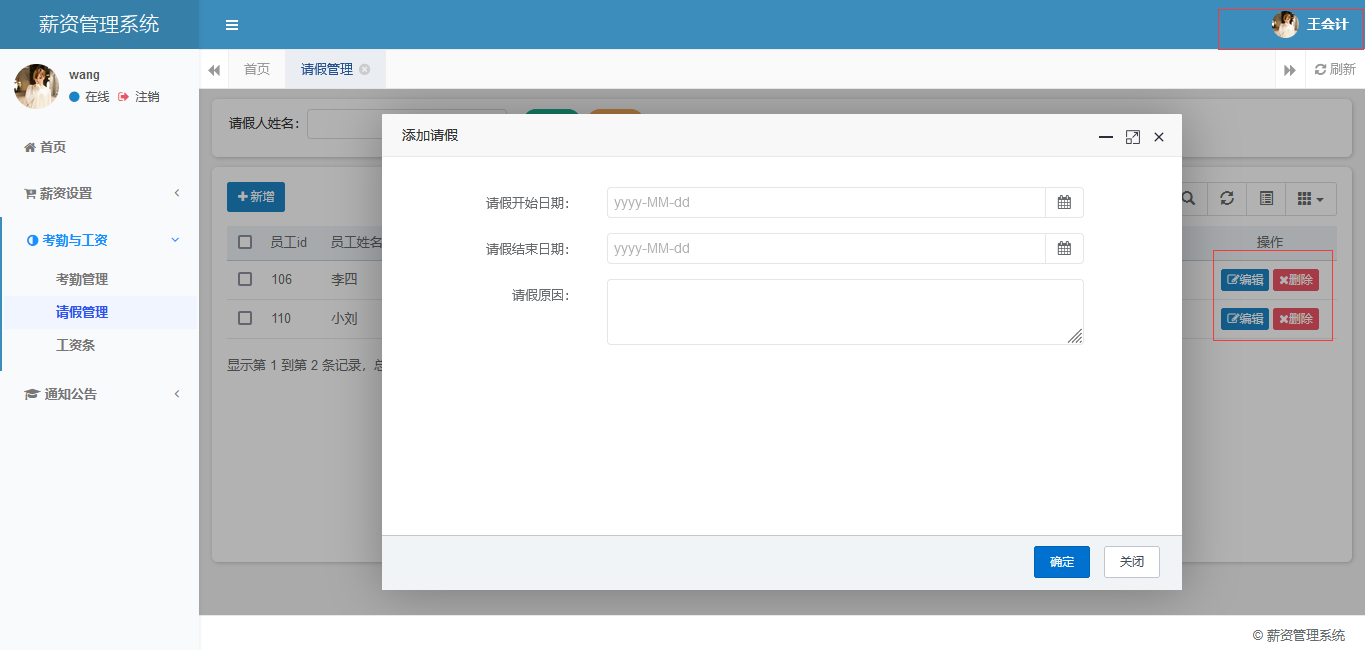 薪资管理系统
王会计
wang
在线 注销
首页
薪资设置
考勤与工资
考勤管理
请假管理
工资条
通知公告
首页
请假管理
刷新
请假人姓名：
新增
员工id 员工姓名 操作
106 李四 编辑 删除
110 小刘 编辑 删除
显示第 1 到第 2 条记录，总
添加请假
请假开始日期： yyyy-MM-dd
请假结束日期： yyyy-MM-dd
请假原因：
确定 关闭
© 薪资管理系统